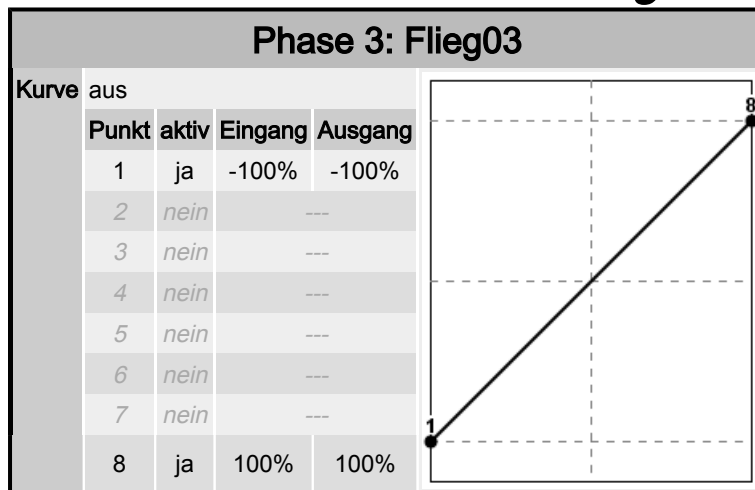 Phase 3: Flieg03
Kurve aus
Punkt aktiv Eingang Ausgang
1 ja -100% -100%
2 nein ---
3 nein ---
4 nein ---
5 nein ---
6 nein ---
7 nein ---
8 ja 100% 100%
8
1